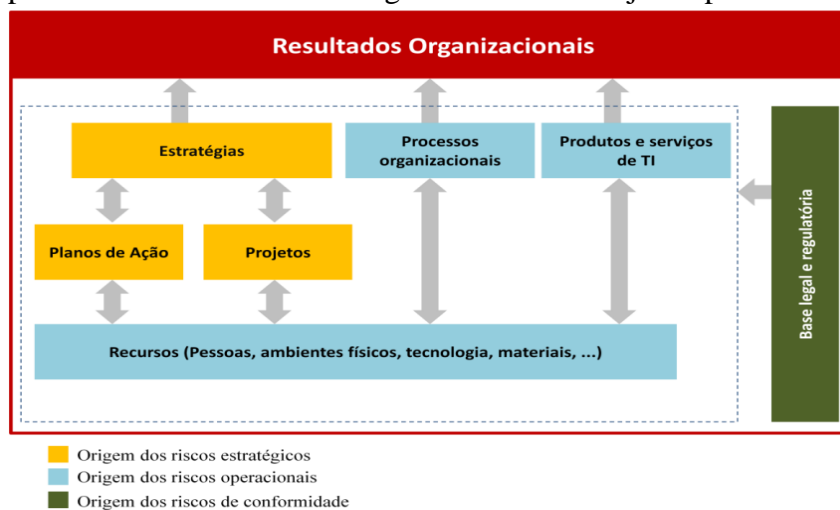 Resultados Organizacionais
Estratégias
Processos
organizacionais
Produtos e serviços
de TI
Planos de Ação
Projetos
Recursos (Pessoas, ambientes físicos, tecnologia, materiais, ...)
Base legal e regulatória
Origem dos riscos estratégicos
Origem dos riscos operacionais
Origem dos riscos de conformidade